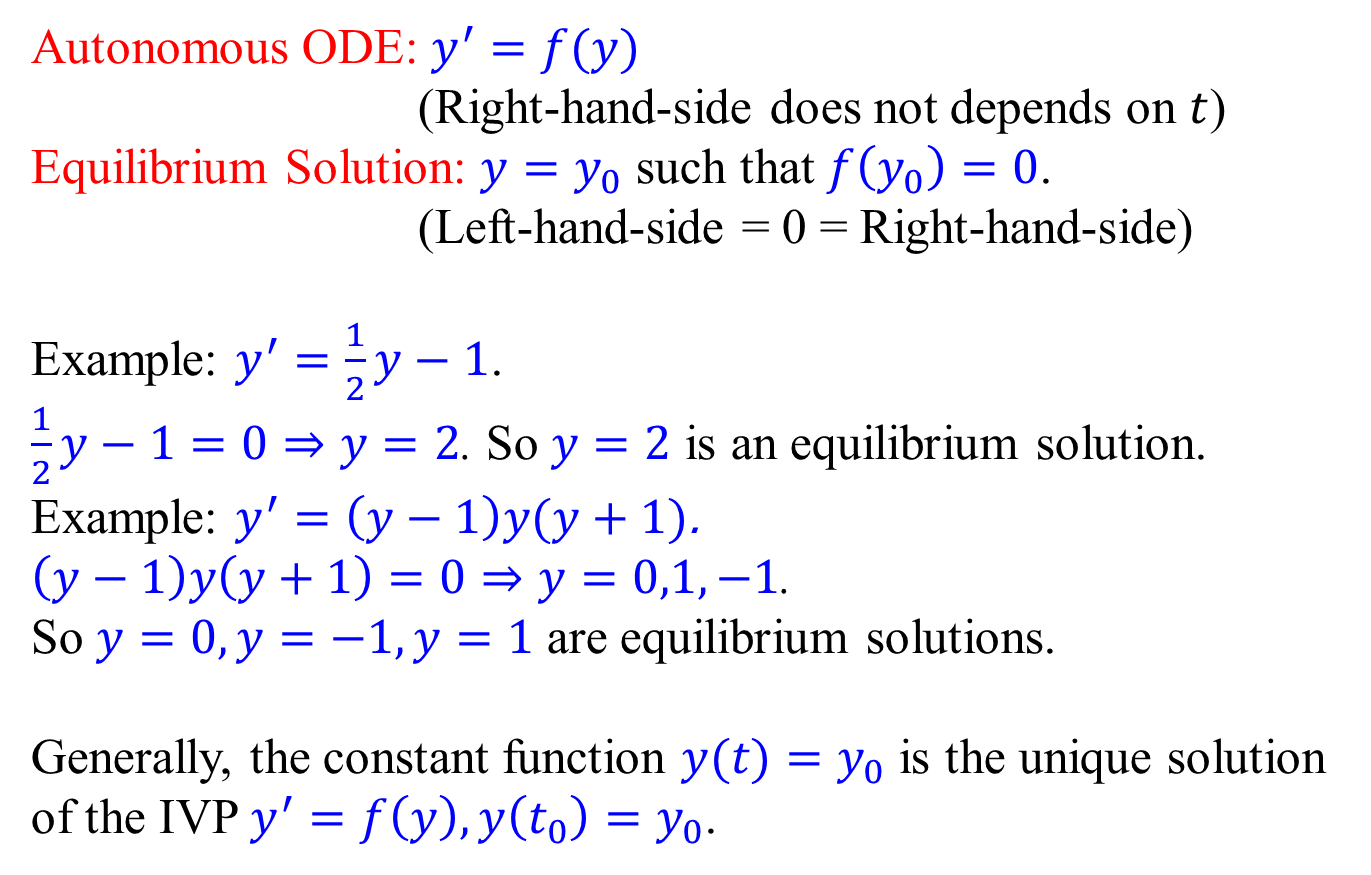 Autonomous ODE: y′ = f(y)
(Right-hand-side does not depends on t)
Equilibrium Solution: y = y₀ such that f(y₀) = 0.
(Left-hand-side = 0 = Right-hand-side)
Example: y′ = ½y − 1.
½y − 1 = 0 ⇒ y = 2. So y = 2 is an equilibrium solution.
Example: y′ = (y − 1)y(y + 1).
(y − 1)y(y + 1) = 0 ⇒ y = 0,1, −1.
So y = 0, y = −1, y = 1 are equilibrium solutions.
Generally, the constant function y(t) = y₀ is the unique solution
of the IVP y′ = f(y), y(t₀) = y₀.